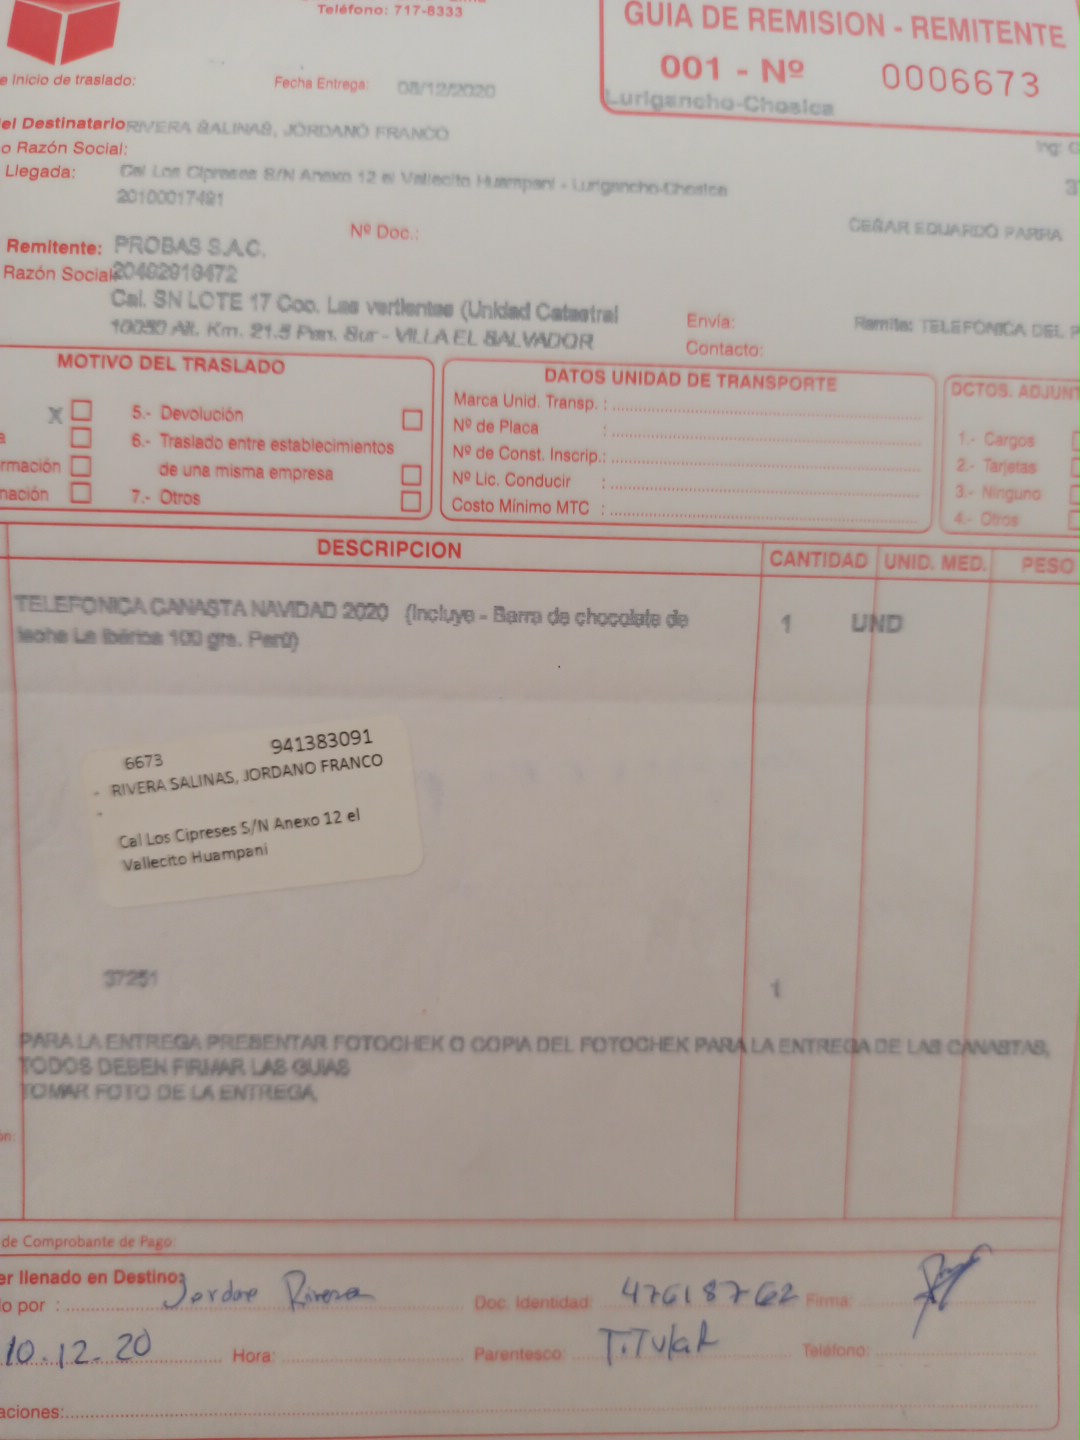 Teléfono: 717-8333
GUIA DE REMISION - REMITENTE
001 - Nº 0006673
Lurigancho-Chosica
e Inicio de traslado:
Fecha Entrega: 08/12/2020
el Destinatario RIVERA SALINAS, JORDANO FRANCO
o Razón Social:
Ing:
Llegada: Cal Los Cipreses S/N Anexo 12 el Vallecito Huampani - Lurigancho-Chosica
20100017491
Nº Doc.:
CESAR EDUARDO PARRA
Remitente: PROBAS S.A.C.
Razón Social 20492916472
Cal. SN LOTE 17 Coo. Las vertientes (Unidad Catastral
10050 Alt. Km. 21.5 Pan. Sur - VILLA EL SALVADOR
Envia:
Remite: TELEFÓNICA DEL P
Contacto:
MOTIVO DEL TRASLADO
X
5.- Devolución
6.- Traslado entre establecimientos
de una misma empresa
rmación
nación
7.- Otros
DATOS UNIDAD DE TRANSPORTE
Marca Unid. Transp. :
Nº de Placa :
Nº de Const. Inscrip.:
Nº Lic. Conducir :
Costo Mínimo MTC :
DCTOS. ADJUNT
1.- Cargos
2.- Tarjetas
3.- Ninguno
4.- Otros
DESCRIPCION CANTIDAD UNID. MED. PESO
TELEFONICA CANASTA NAVIDAD 2020 (Incluye - Barra de chocolate de 1 UND
leche La Ibérica 100 grs. Perú)
6673 941383091
- RIVERA SALINAS, JORDANO FRANCO
-
Cal Los Cipreses S/N Anexo 12 el
Vallecito Huampani
37251 1
PARA LA ENTREGA PRESENTAR FOTOCHEK O COPIA DEL FOTOCHEK PARA LA ENTREGA DE LAS CANASTAS,
TODOS DEBEN FIRMAR LAS GUIAS
TOMAR FOTO DE LA ENTREGA
ón:
de Comprobante de Pago:
er llenado en Destino:
do por : Rivera Doc. Identidad: 47618762 Firma:
10.12.20 Hora: Parentesco: TiTulaR Teléfono:
aciones: